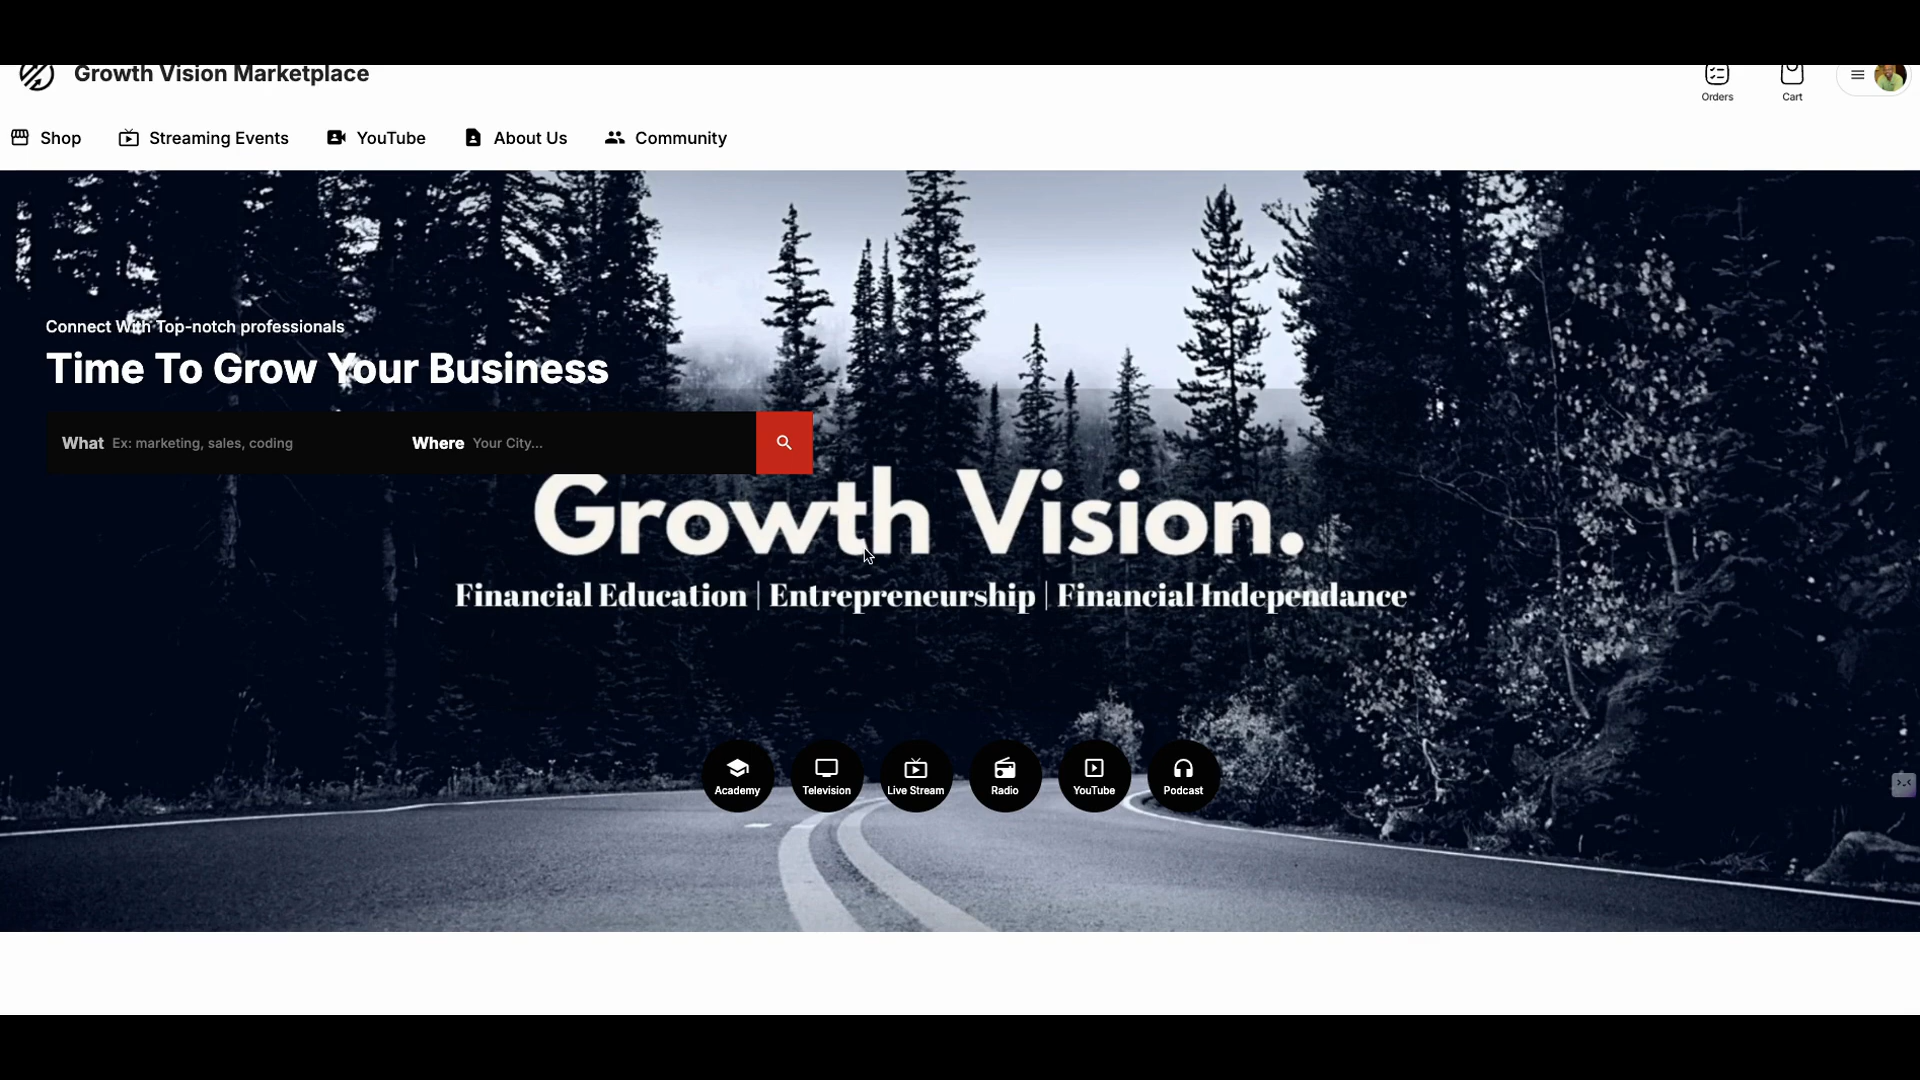 Growth Vision Marketplace
Orders
Cart
Shop
Streaming Events
YouTube
About Us
Community
Connect With Top-notch professionals
Time To Grow Your Business
What Ex: marketing, sales, coding
Where Your City...
Growth Vision.
Financial Education | Entrepreneurship | Financial Independance
Academy
Television
Live Stream
Radio
YouTube
Podcast